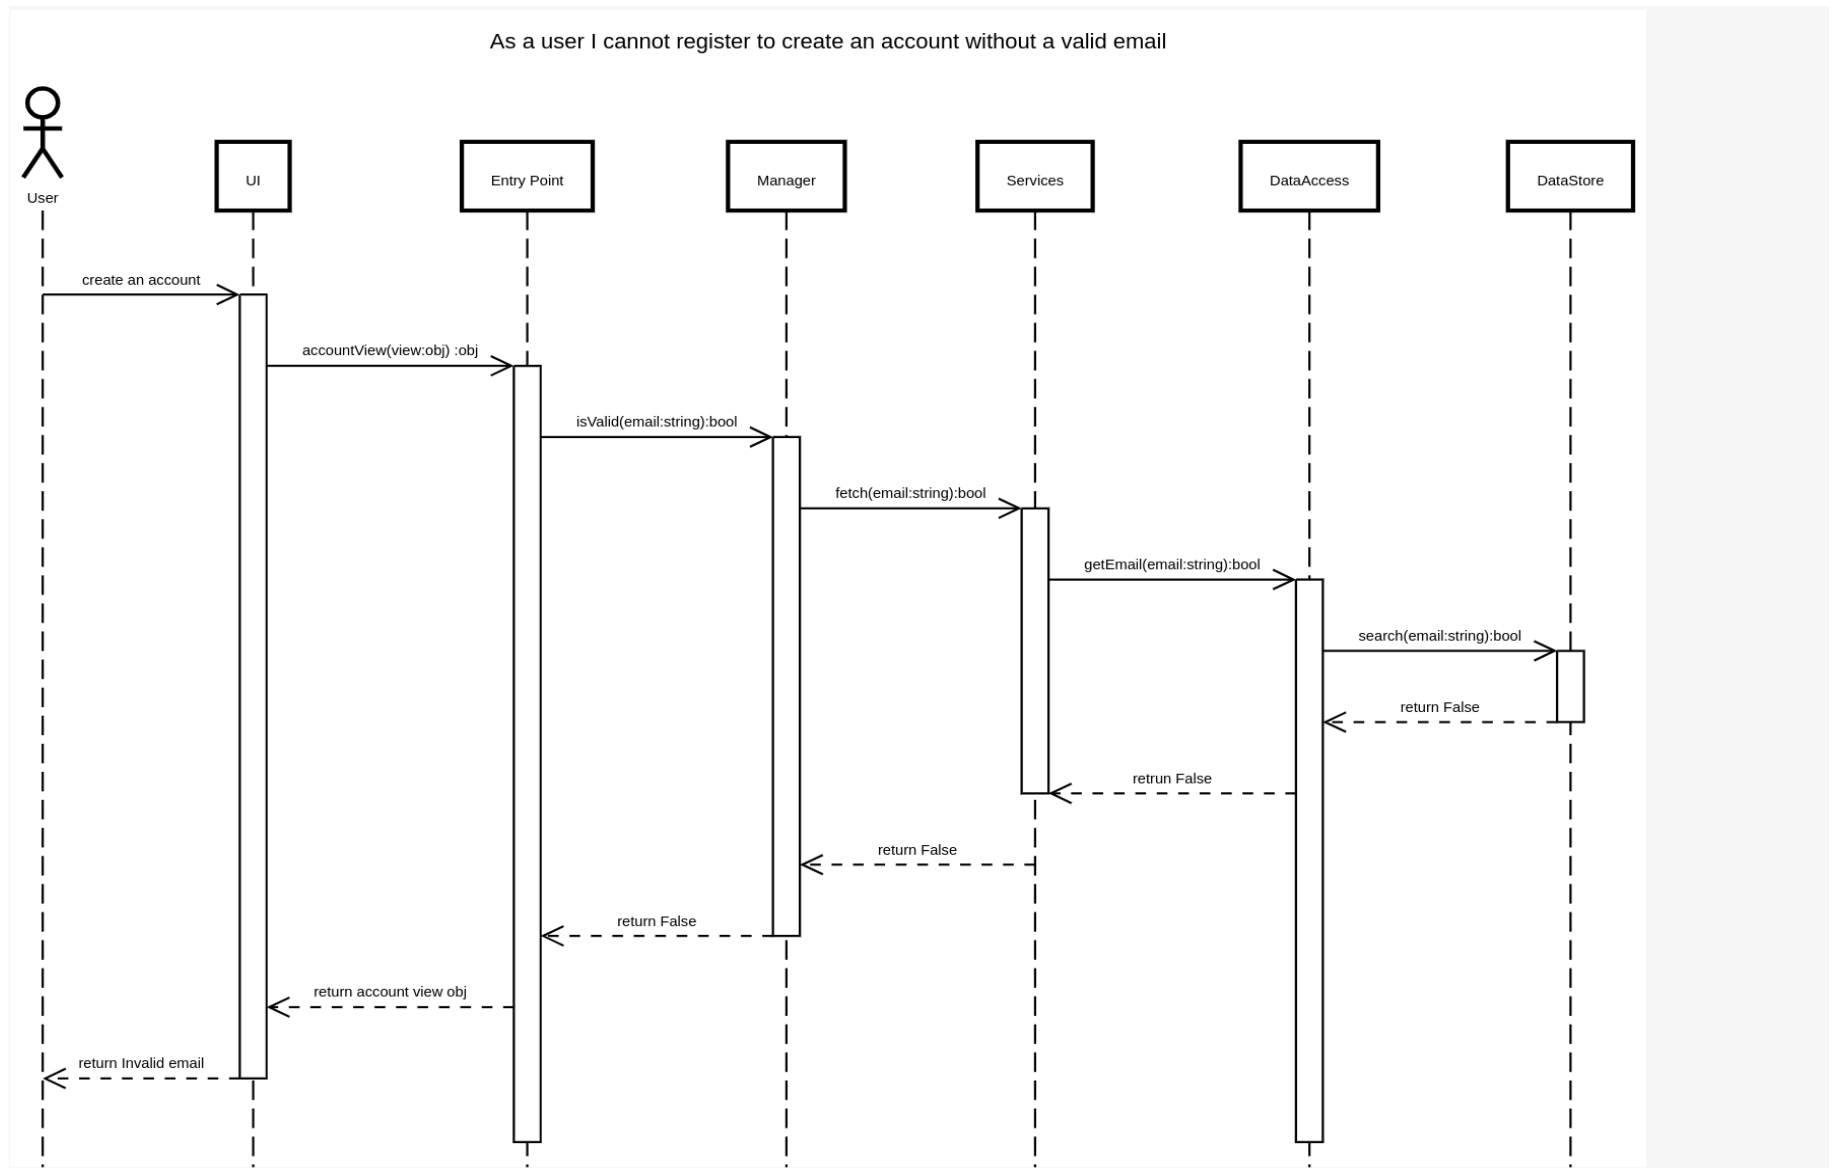 As a user I cannot register to create an account without a valid email
User
UI
Entry Point
Manager
Services
DataAccess
DataStore
create an account
accountView(view:obj) :obj
isValid(email:string):bool
fetch(email:string):bool
getEmail(email:string):bool
search(email:string):bool
return False
retrun False
return False
return False
return account view obj
return Invalid email